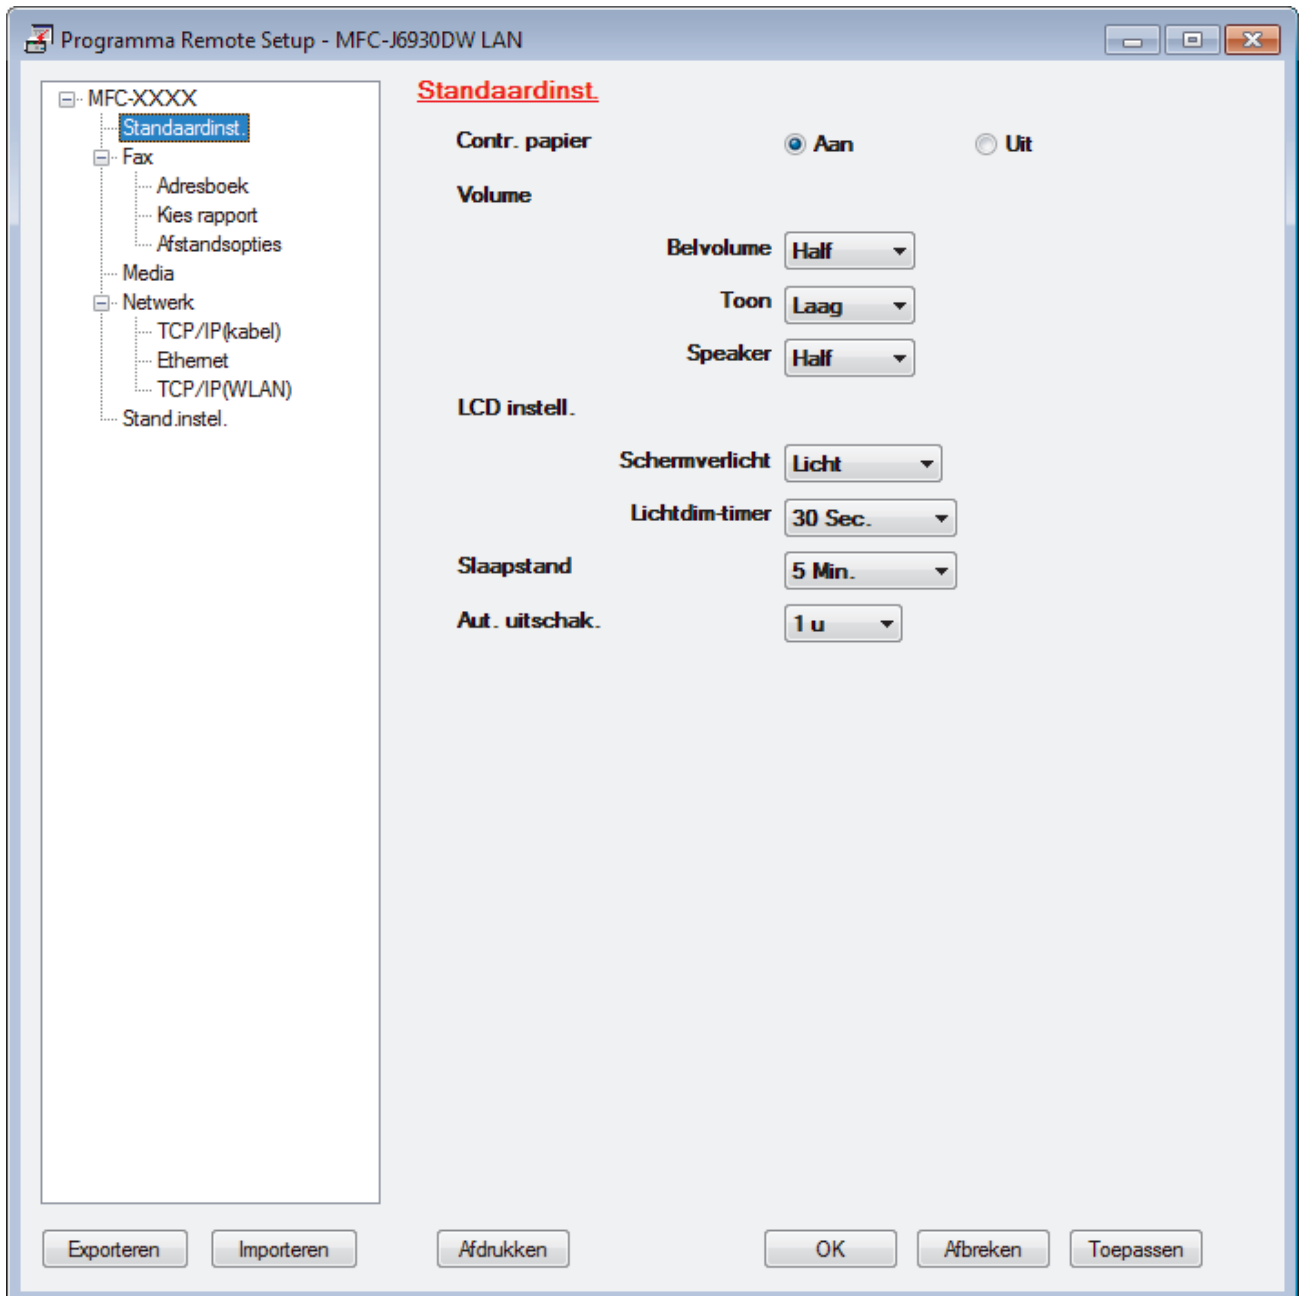 Programma Remote Setup - MFC-J6930DW LAN
MFC-XXXX
Standaardinst.
Fax
Adresboek
Kies rapport
Afstandsopties
Media
Netwerk
TCP/IP(kabel)
Ethernet
TCP/IP(WLAN)
Stand.instel.
Standaardinst.
Contr. papier Aan Uit
Volume
Belvolume Half
Toon Laag
Speaker Half
LCD instell.
Schermverlicht Licht
Lichtdim-timer 30 Sec.
Slaapstand 5 Min.
Aut. uitschak. 1 u
Exporteren Importeren Afdrukken OK Afbreken Toepassen